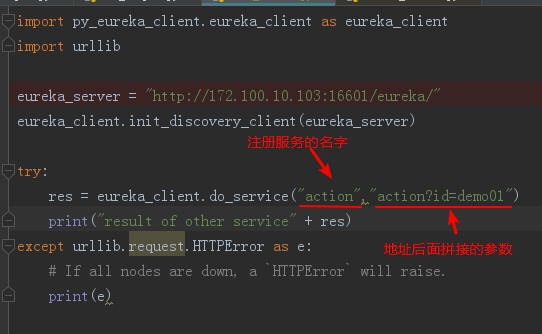 import py_eureka_client.eureka_client as eureka_client
import urllib
eureka_server = "http://172.100.10.103:16601/eureka/"
eureka_client.init_discovery_client(eureka_server)
注册服务的名字
try:
res = eureka_client.do_service("action","action?id=demo01")
print("result of other service" + res)
地址后面拼接的参数
except urllib.request.HTTPError as e:
# If all nodes are down, a `HTTPError` will raise.
print(e)